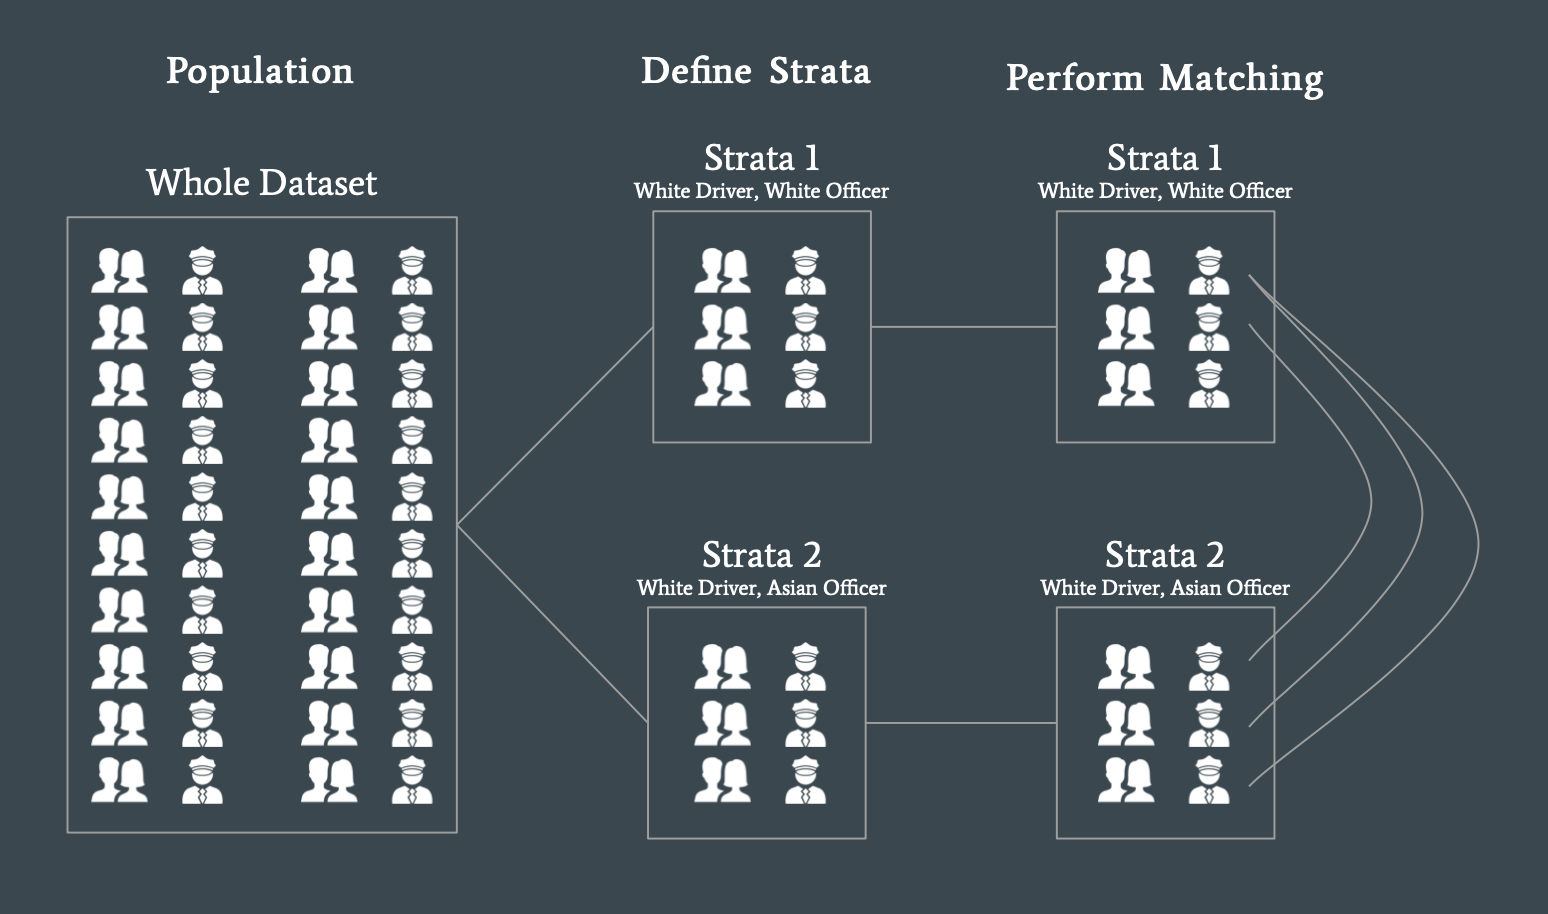 Population
Define Strata
Perform Matching
Whole Dataset
Strata 1
White Driver, White Officer
Strata 1
White Driver, White Officer
Strata 2
White Driver, Asian Officer
Strata 2
White Driver, Asian Officer